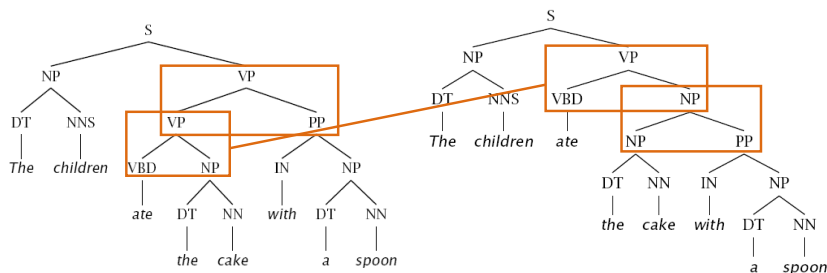 S
NP VP
DT NNS VP PP
The children VBD NP IN NP
ate DT NN with DT NN
the cake a spoon
S
NP VP
DT NNS VBD NP
The children ate NP PP
DT NN IN NP
the cake with DT NN
a spoon